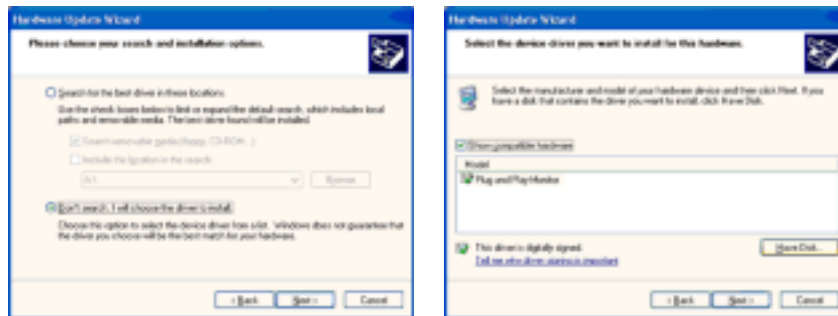 Hardware Update Wizard
Please choose your search and installation options.
Search for the best driver in these locations.
Use the check boxes below to limit or expand the default search, which includes local
paths and removable media. The best driver found will be installed.
Search removable media (floppy, CD-ROM...)
Include this location in the search:
A:\
Browse
Don't search. I will choose the driver to install.
Choose this option to select the device driver from a list. Windows does not guarantee that
the driver you choose will be the best match for your hardware.
< Back
Next >
Cancel
Hardware Update Wizard
Select the device driver you want to install for this hardware.
Select the manufacturer and model of your hardware device and then click Next. If you
have a disk that contains the driver you want to install, click Have Disk.
Show compatible hardware
Model
Plug and Play Monitor
This driver is digitally signed.
Tell me why driver signing is important
Have Disk...
< Back
Next >
Cancel